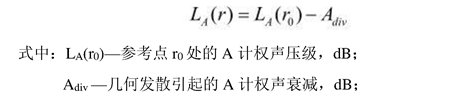 L_A(r) = L_A(r_0) − A_div
式中：L_A(r_0)—参考点 r_0 处的 A 计权声压级，dB；
A_div—几何发散引起的 A 计权声衰减，dB；